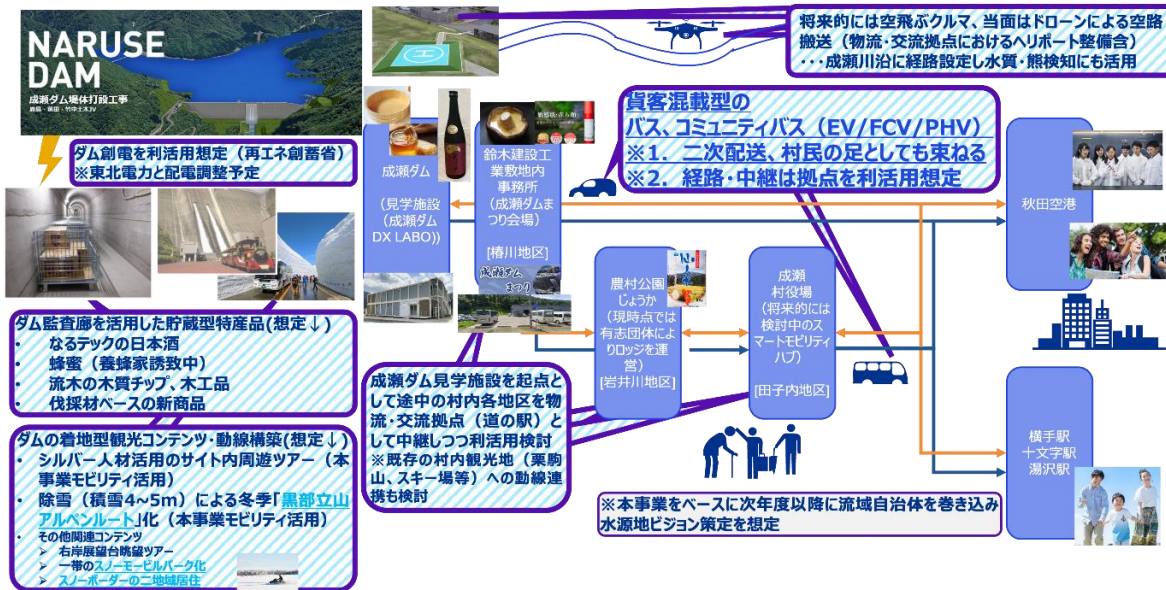 NARUSE
DAM
成瀬ダム堤体打設工事
鹿島・前田・竹中土木JV
ダム創電を利活用想定（再エネ創蓄省）
※東北電力と配電調整予定
将来的には空飛ぶクルマ、当面はドローンによる空路
搬送（物流・交流拠点におけるヘリポート整備含）
・・・成瀬川沿に経路設定し水質・熊検知にも活用
貨客混載型の
バス、コミュニティバス（EV/FCV/PHV）
※1．二次配送、村民の足としても束ねる
※2．経路・中継は拠点を利活用想定
成瀬ダム
（見学施設
（成瀬ダム
DX LABO））
鈴木建設工
業敷地内
事務所
（成瀬ダムま
つり会場）
[椿川地区]
成瀬ダム
まつり
農村公園
じょうか
（現時点では
有志団体によ
りロッジを運
営）
[岩井川地区]
成瀬
村役場
（将来的には
検討中のス
マートモビリティ
ハブ）
[田子内地区]
秋田空港
横手駅
十文字駅
湯沢駅
ダム監査廊を活用した貯蔵型特産品(想定↓)
• なるテックの日本酒
• 蜂蜜（養蜂家誘致中）
• 流木の木質チップ、木工品
• 伐採材ベースの新商品
ダムの着地型観光コンテンツ・動線構築(想定↓)
• シルバー人材活用のサイト内周遊ツアー（本
事業モビリティ活用）
• 除雪（積雪4~5m）による冬季「黒部立山
アルペンルート」化（本事業モビリティ活用）
• その他関連コンテンツ
➢ 右岸展望台眺望ツアー
➢ 一帯のスノーモービルパーク化
➢ スノーボーダーの二地域居住
成瀬ダム見学施設を起点と
して途中の村内各地区を物
流・交流拠点（道の駅）と
して中継しつつ利活用検討
※既存の村内観光地（栗駒
山、スキー場等）への動線連
携も検討
※本事業をベースに次年度以降に流域自治体を巻き込み
水源地ビジョン策定を想定